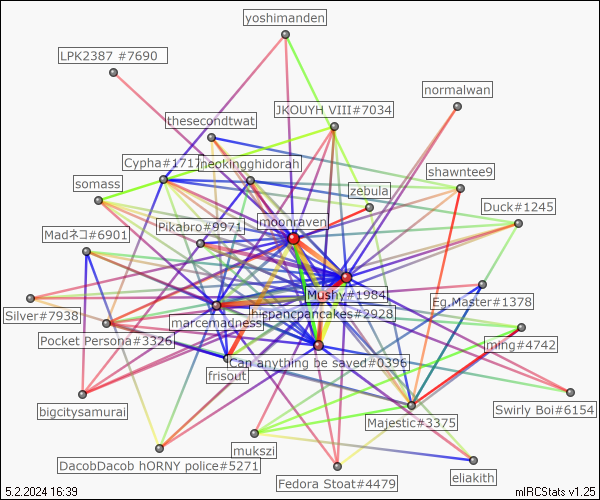 yoshimanden
LPK2387 #7690
normalwan
JKOUYH VIII#7034
thesecondtwat
Cypha#1717
neokingghidorah
shawntee9
somass
zebula
Duck#1245
moonraven
Pikabro#9971
Madネコ#6901
Mushy#1984
Eg.Master#1378
Silver#7938
hispancpancakes#2928
marcemadness
Pocket Persona#3326
ming#4742
Can anything be saved#0396
frisout
bigcitysamurai
Swirly Boi#6154
Majestic#3375
mukszi
DacobDacob hORNY police#5271
eliakith
Fedora Stoat#4479
5.2.2024 16:39
mIRCStats v1.25